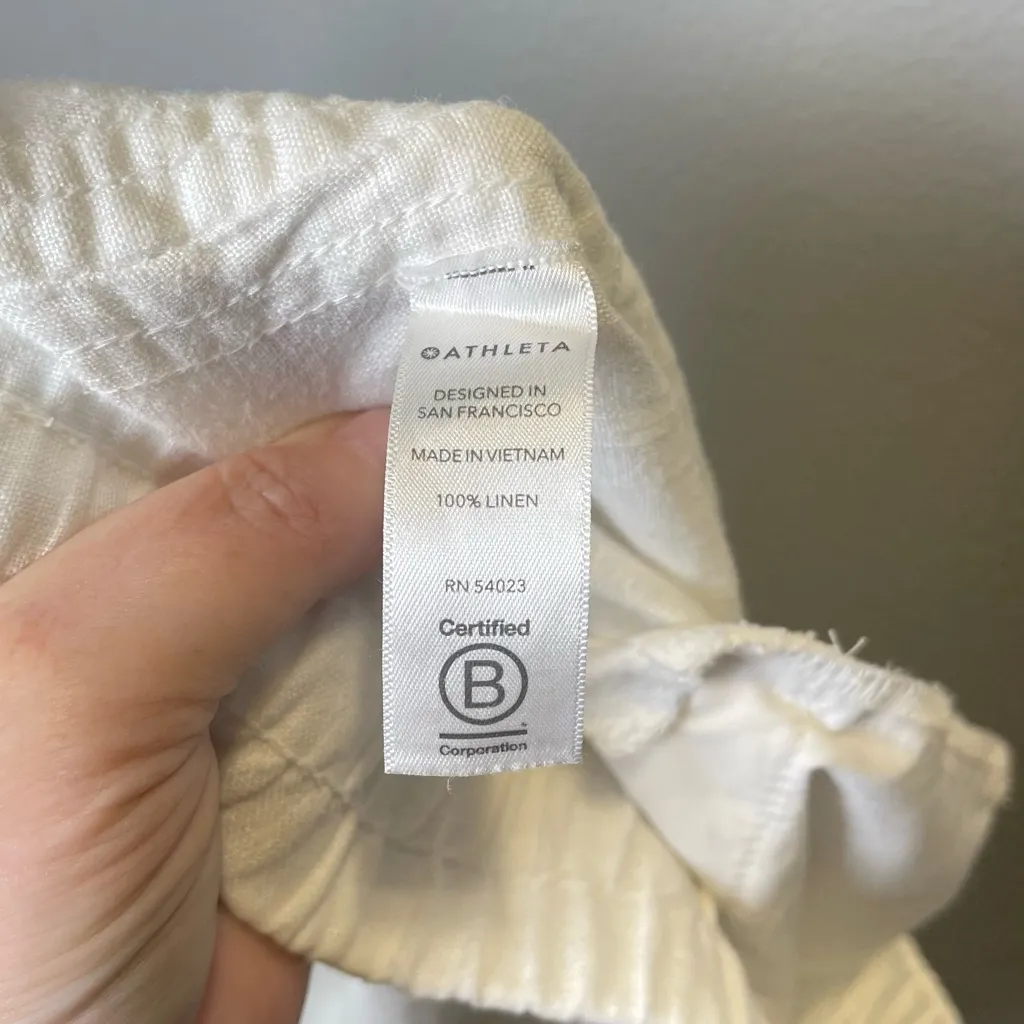 ATHLETA
DESIGNED IN
SAN FRANCISCO
MADE IN VIETNAM
100% LINEN
RN 54023
Certified
B
Corporation